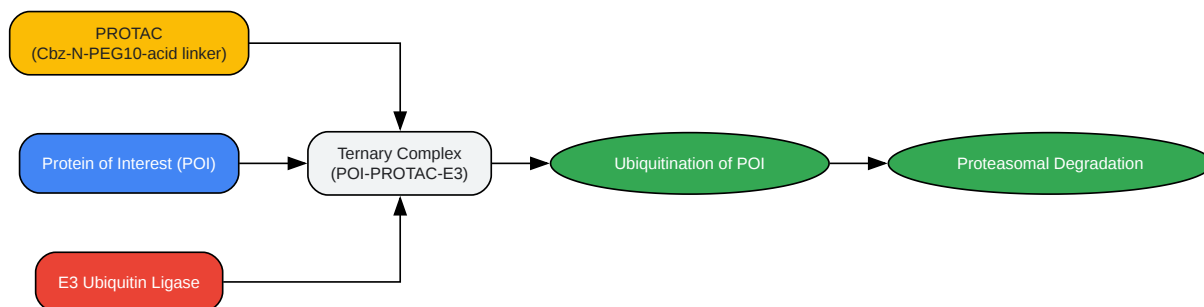 PROTAC
(Cbz-N-PEG10-acid linker)
Protein of Interest (POI)
Ternary Complex
(POI-PROTAC-E3)
Ubiquitination of POI
Proteasomal Degradation
E3 Ubiquitin Ligase